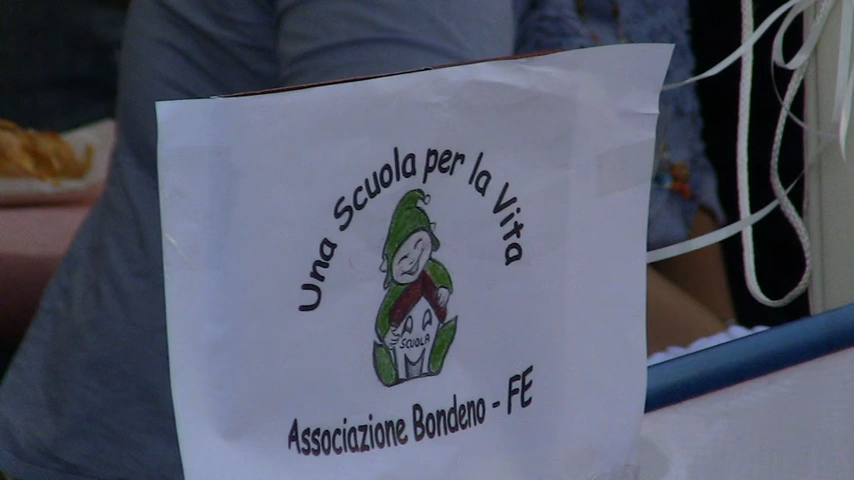 Una Scuola per la Vita
SCUOLA
Associazione Bondeno - FE